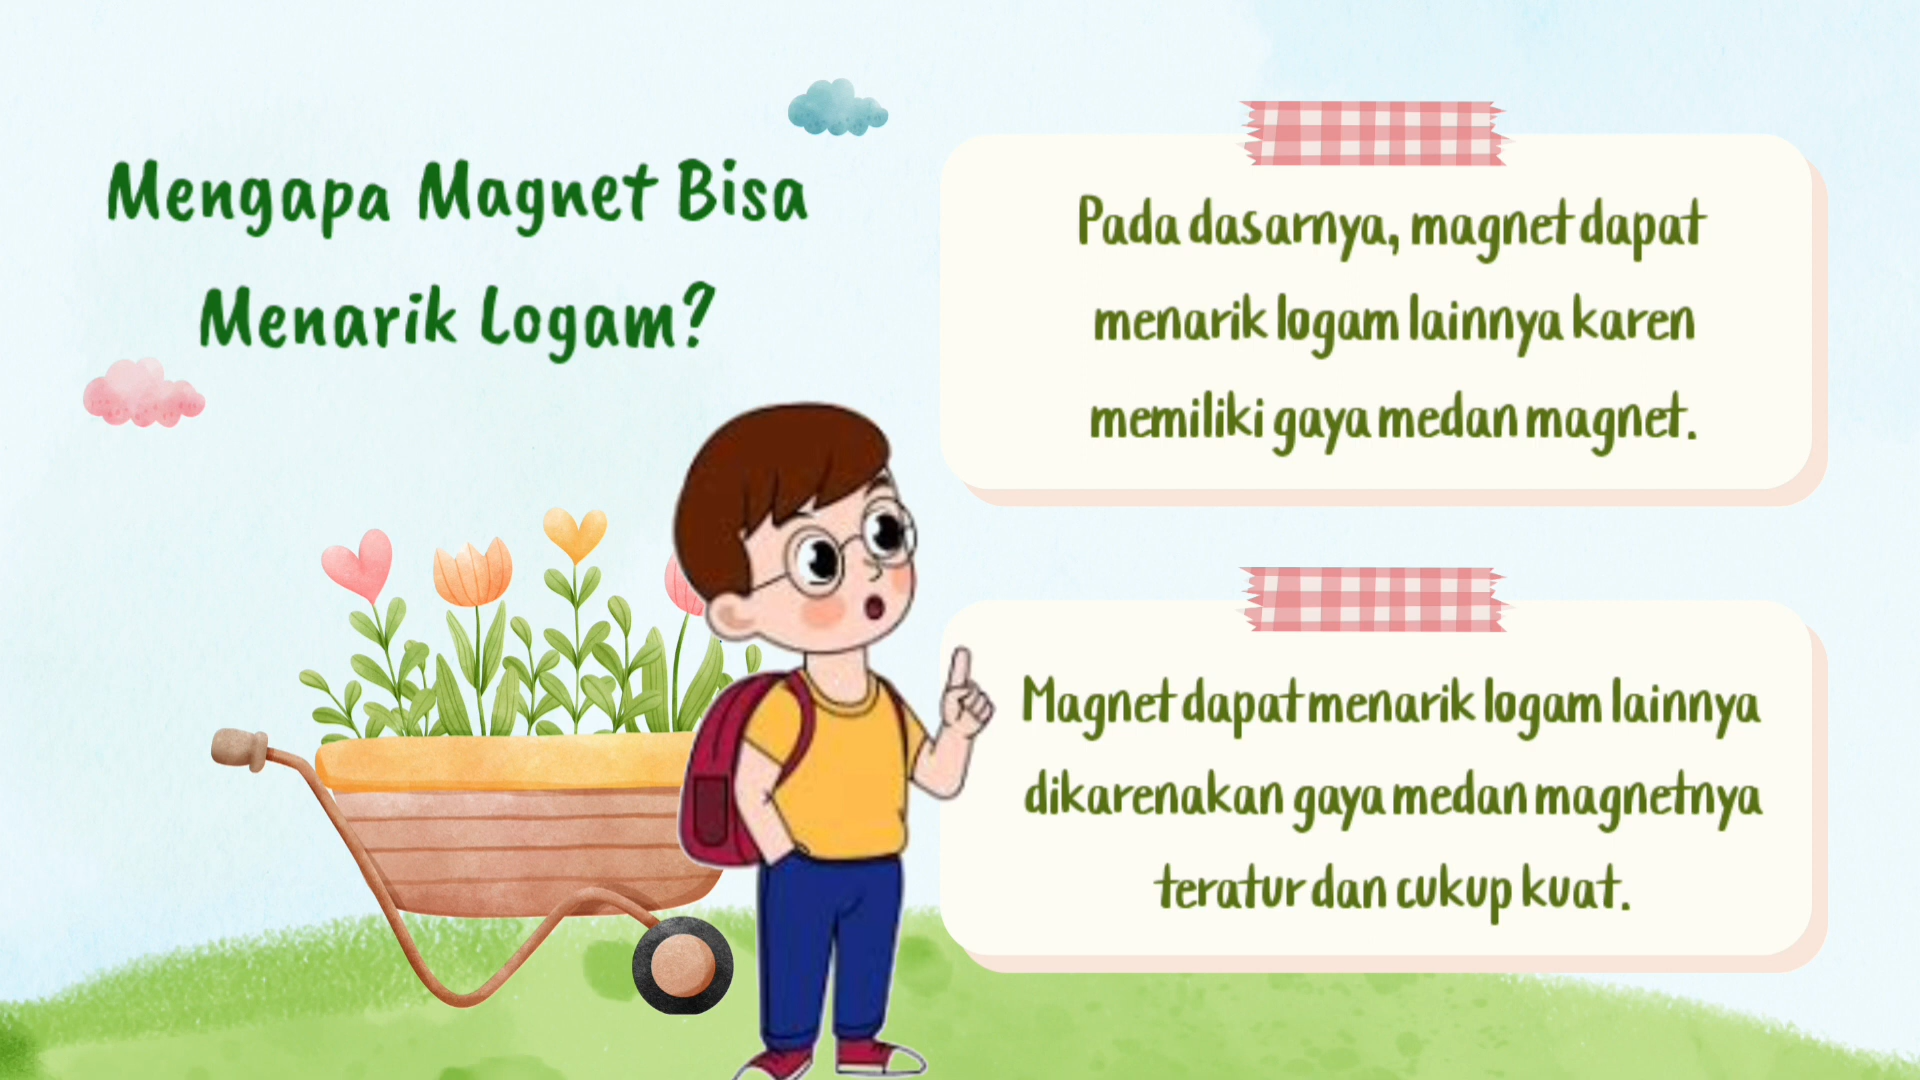 Mengapa Magnet Bisa
Menarik Logam?
Pada dasarnya, magnet dapat
menarik logam lainnya karen
memiliki gaya medan magnet.
Magnet dapat menarik logam lainnya
dikarenakan gaya medan magnetnya
teratur dan cukup kuat.